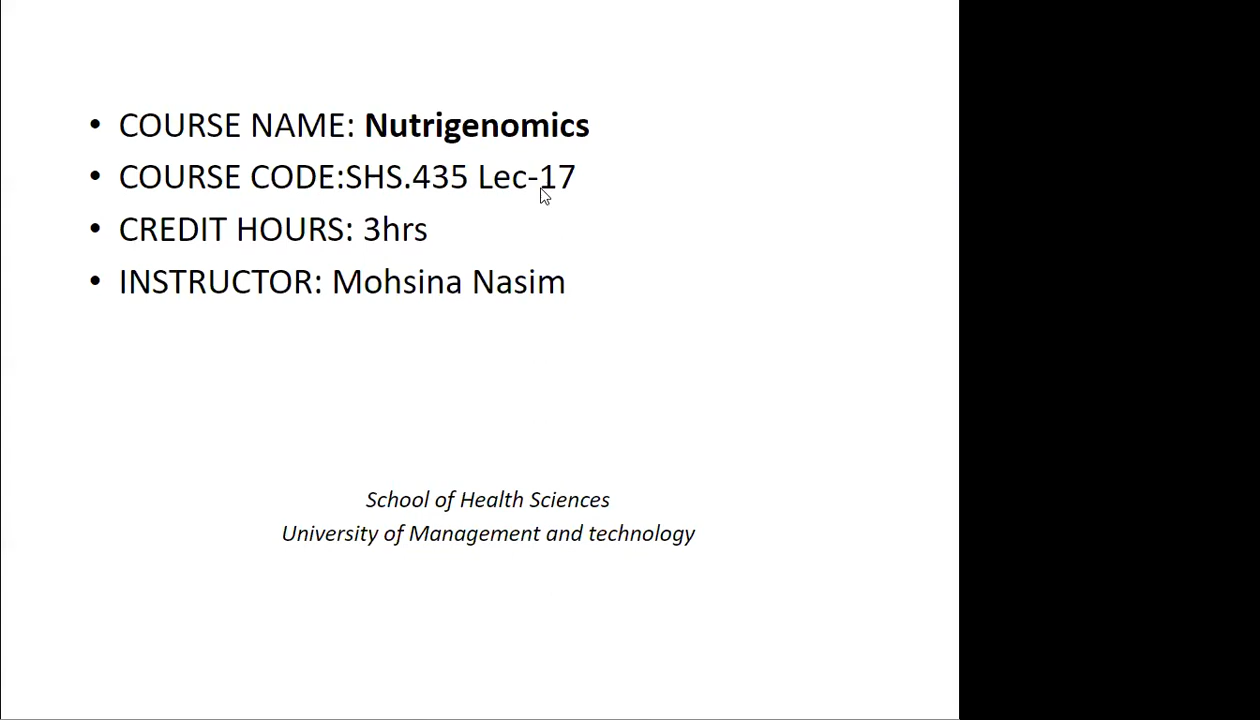 • COURSE NAME: Nutrigenomics
• COURSE CODE:SHS.435 Lec-17
• CREDIT HOURS: 3hrs
• INSTRUCTOR: Mohsina Nasim
School of Health Sciences
University of Management and technology